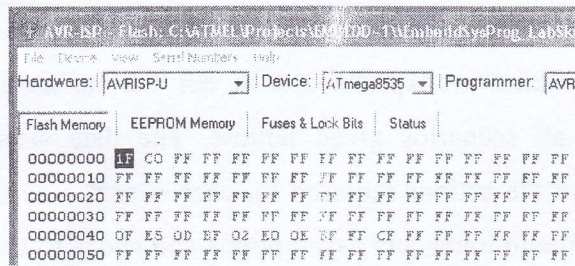 AVR-ISP - Flash: C:\ATMEL\Projects\ EmbeddSysProg_LabSk
File Device View Serial Numbers Help
Hardware: AVRISP-U Device: ATmega8535 Programmer: AVR
Flash Memory EEPROM Memory Fuses & Lock Bits Status
00000000 1F C0 FF FF FF FF FF FF FF FF FF FF FF FF FF FF
00000010 FF FF FF FF FF FF FF FF FF FF FF FF FF FF FF FF
00000020 FF FF FF FF FF FF FF FF FF FF FF FF FF FF FF FF
00000030 FF FF FF FF FF FF FF FF FF FF FF FF FF FF FF FF
00000040 0F E5 0D BF 02 E0 0E BF FF CF FF FF FF FF FF FF
00000050 FF FF FF FF FF FF FF FF FF FF FF FF FF FF FF FF